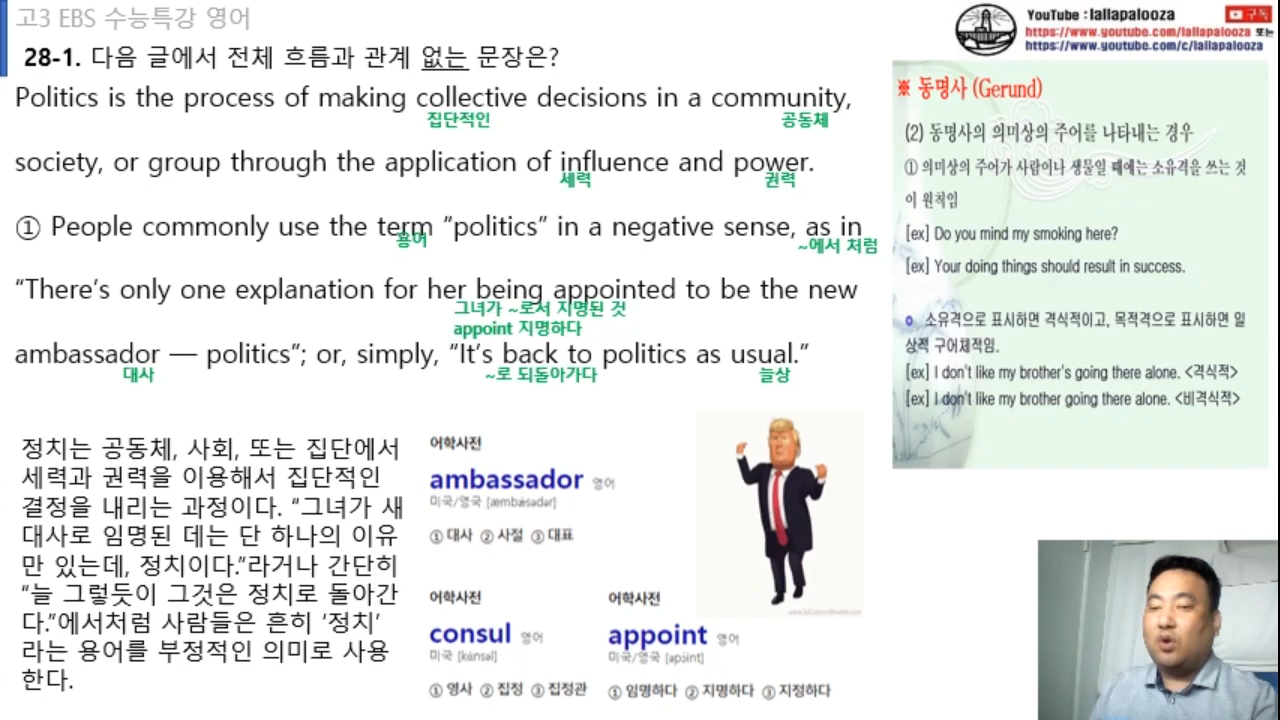 고3 EBS 수능특강 영어
28-1. 다음 글에서 전체 흐름과 관계 없는 문장은?
Politics is the process of making collective decisions in a community,
집단적인 공동체
society, or group through the application of influence and power.
세력 권력
① People commonly use the term “politics” in a negative sense, as in
용어 ~에서 처럼
“There’s only one explanation for her being appointed to be the new
그녀가 ~로서 지명된 것
appoint 지명하다
ambassador — politics”; or, simply, “It’s back to politics as usual.”
대사 ~로 되돌아가다 늘상
정치는 공동체, 사회, 또는 집단에서
세력과 권력을 이용해서 집단적인
결정을 내리는 과정이다. “그녀가 새
대사로 임명된 데는 단 하나의 이유
만 있는데, 정치이다.”라거나 간단히
“늘 그렇듯이 그것은 정치로 돌아간
다.”에서처럼 사람들은 흔히 ‘정치’
라는 용어를 부정적인 의미로 사용
한다.
어학사전
ambassador 영어
미국/영국 [æmbǽsədər]
① 대사 ② 사절 ③ 대표
어학사전
consul 영어
미국 [kɑ́nsəl]
① 영사 ② 집정 ③ 집정관
어학사전
appoint 영어
미국/영국 [əpɔ́int]
① 임명하다 ② 지명하다 ③ 지정하다
YouTube : lallapalooza
구독
https://www.youtube.com/lallapalooza 또는
https://www.youtube.com/c/lallapalooza
※ 동명사 (Gerund)
(2) 동명사의 의미상의 주어를 나타내는 경우
① 의미상의 주어가 사람이나 생물일 때에는 소유격을 쓰는 것
이 원칙임
[ex] Do you mind my smoking here?
[ex] Your doing things should result in success.
소유격으로 표시하면 격식적이고, 목적격으로 표시하면 일
상적 구어체적임.
[ex] I don't like my brother's going there alone. <격식적>
[ex] I don't like my brother going there alone. <비격식적>